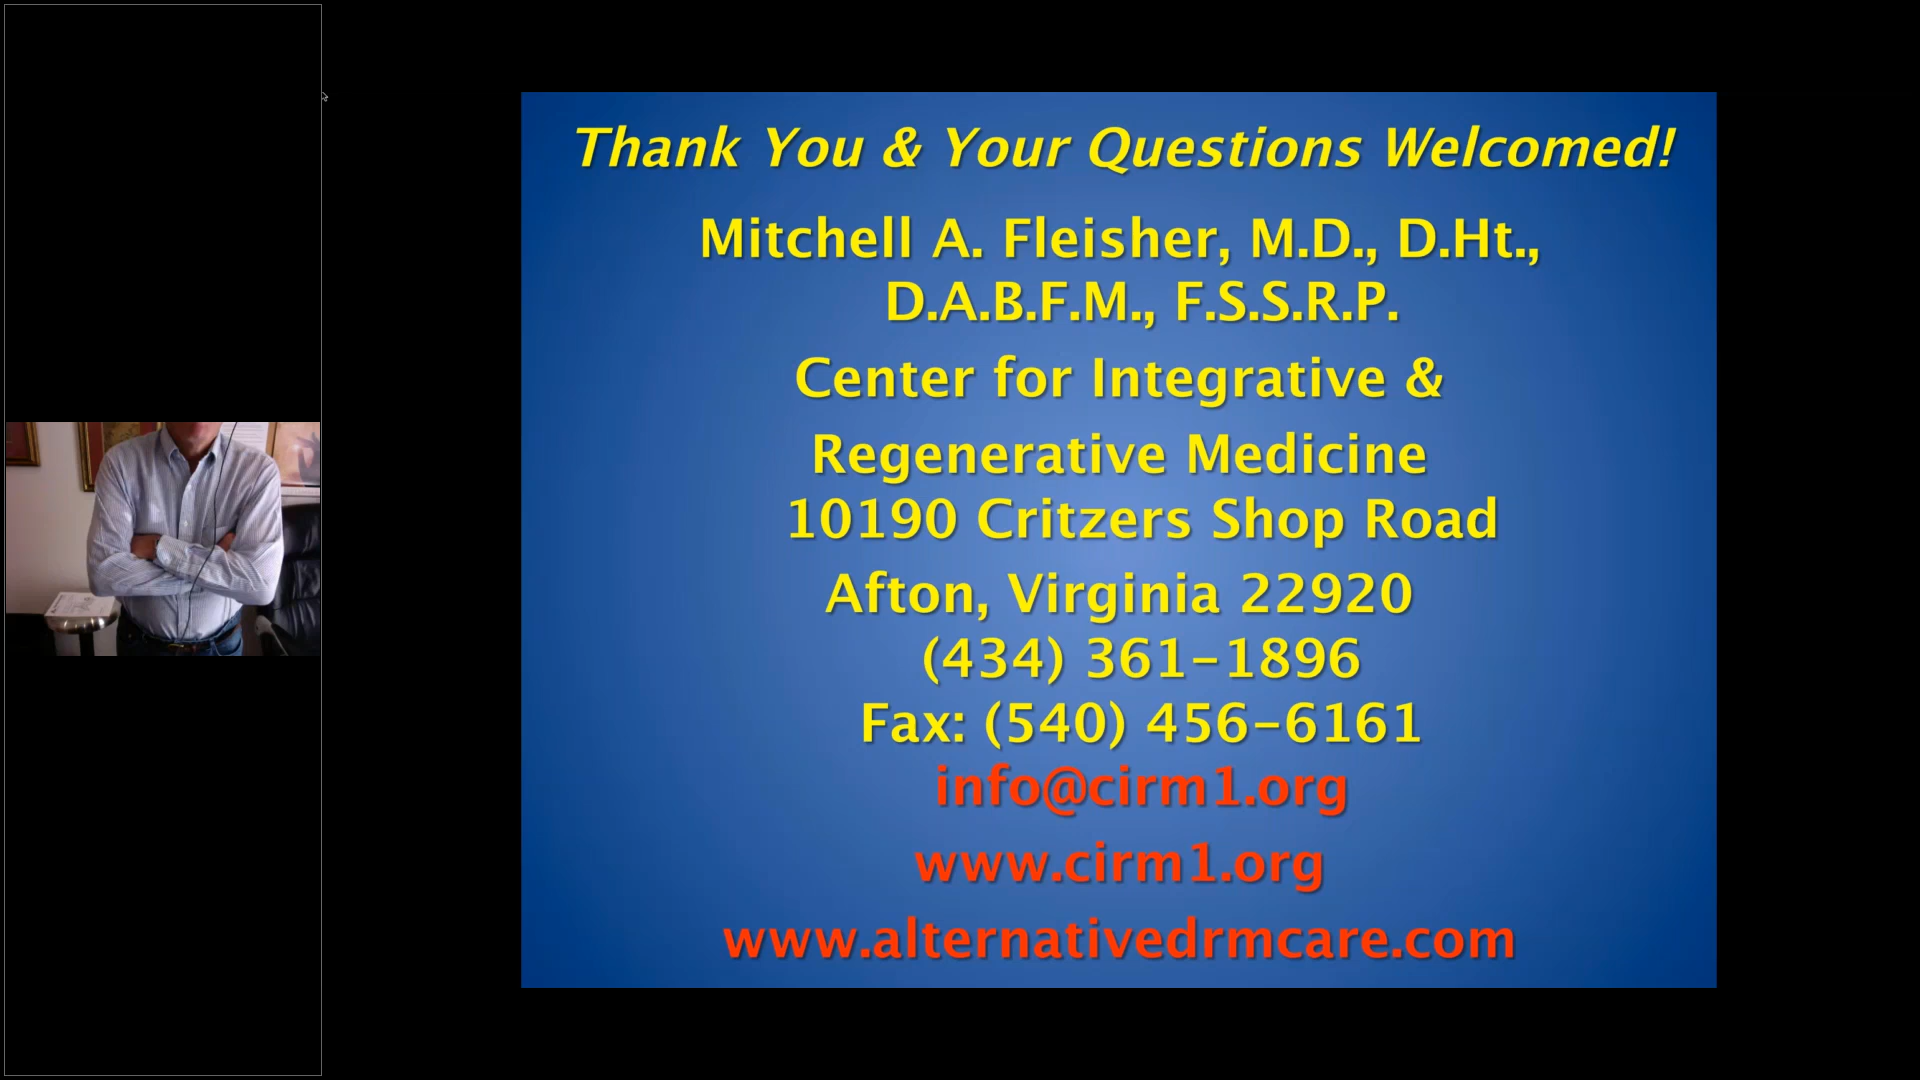 Thank You & Your Questions Welcomed!
Mitchell A. Fleisher, M.D., D.Ht.,
D.A.B.F.M., F.S.S.R.P.
Center for Integrative &
Regenerative Medicine
10190 Critzers Shop Road
Afton, Virginia 22920
(434) 361-1896
Fax: (540) 456-6161
info@cirm1.org
www.cirm1.org
www.alternativedrmcare.com